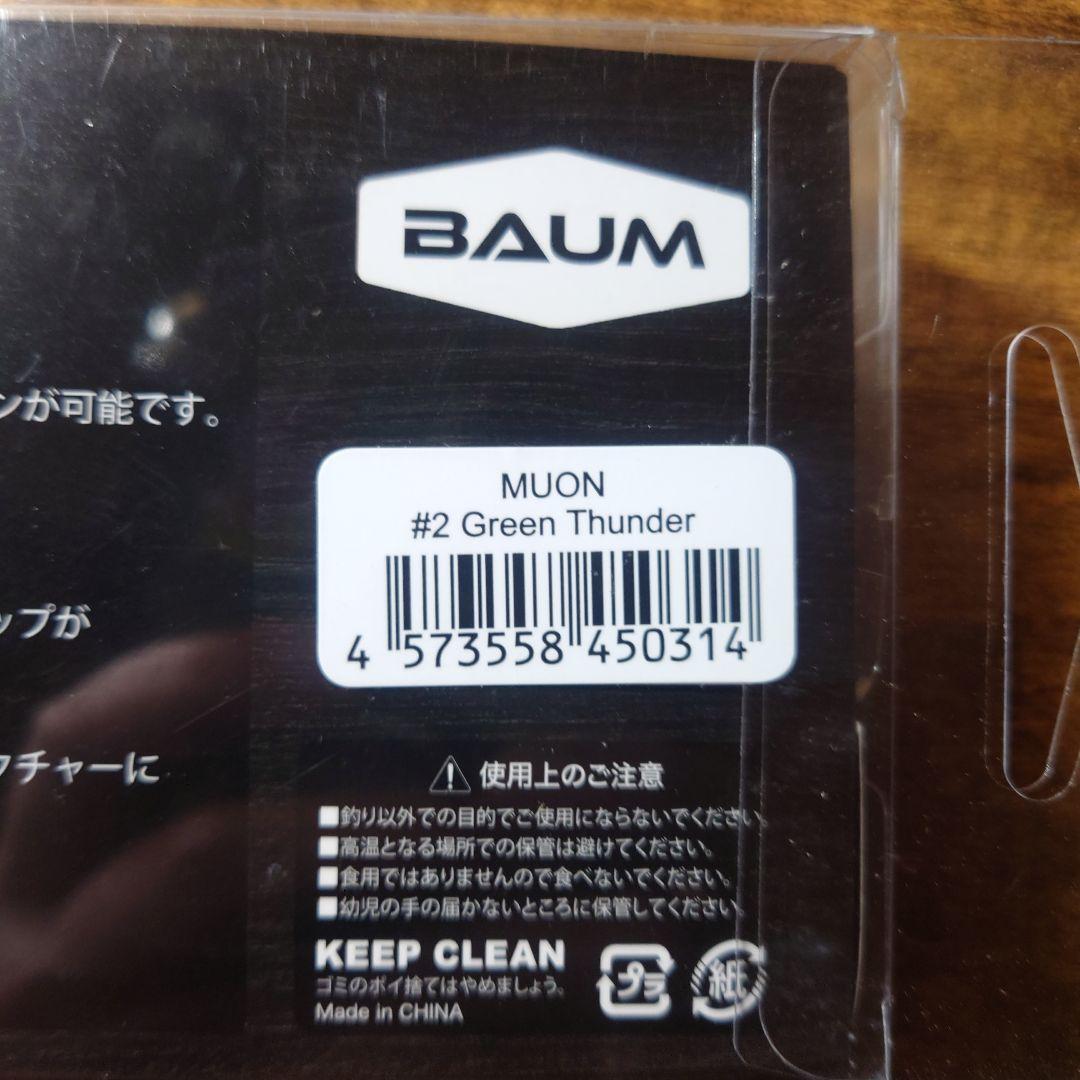 BAUM
ンが可能です。
MUON
#2 Green Thunder
4 573558 450314
ップが
クチャーに
使用上のご注意
■釣り以外での目的でご使用にならないでください。
■高温となる場所での保管は避けてください。
■食用ではありませんので食べないでください。
■幼児の手の届かないところに保管してください。
KEEP CLEAN
ゴミのポイ捨てはやめましょう。
Made in CHINA
プラ
紙